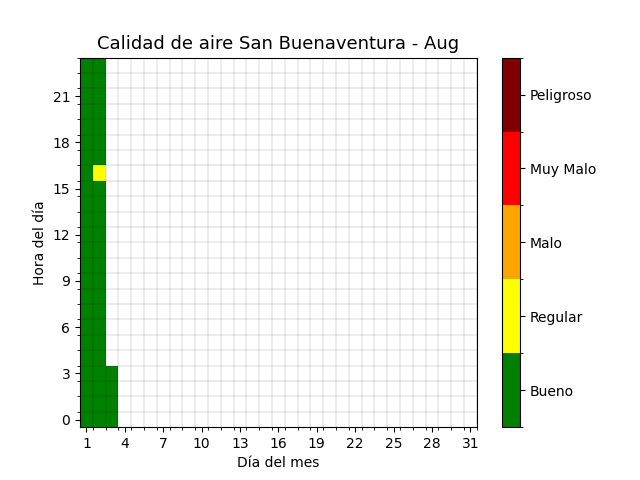 Calidad de aire San Buenaventura - Aug
Hora del día
21
18
15
12
9
6
3
0
1 4 7 10 13 16 19 22 25 28 31
Día del mes
Peligroso
Muy Malo
Malo
Regular
Bueno